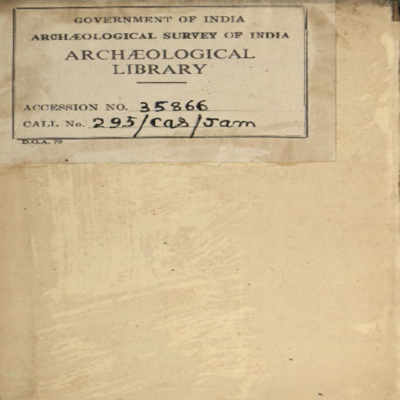 GOVERNMENT OF INDIA
ARCHÆOLOGICAL SURVEY OF INDIA
ARCHÆOLOGICAL
LIBRARY
ACCESSION NO. 35866
CALL No. 295/Cas/Jam
D.G.A. 79